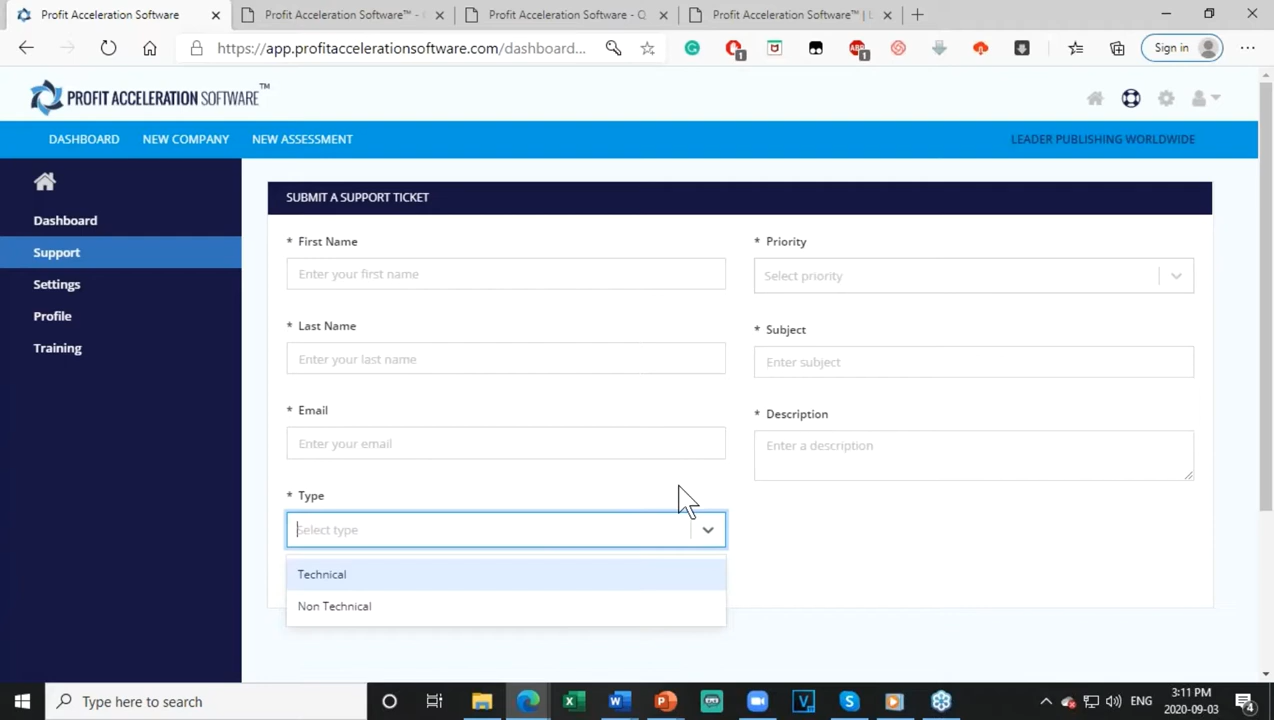 Profit Acceleration Software
Profit Acceleration Software™ -
Profit Acceleration Software - Q
Profit Acceleration Software™ | L
https://app.profitaccelerationsoftware.com/dashboard...
1
ABP
1
Sign in
PROFIT ACCELERATION SOFTWARE™
DASHBOARD
NEW COMPANY
NEW ASSESSMENT
LEADER PUBLISHING WORLDWIDE
Dashboard
Support
Settings
Profile
Training
SUBMIT A SUPPORT TICKET
* First Name
Enter your first name
* Last Name
Enter your last name
* Email
Enter your email
* Type
Select type
Technical
Non Technical
* Priority
Select priority
* Subject
Enter subject
* Description
Enter a description
Type here to search
ENG
3:11 PM
2020-09-03
4